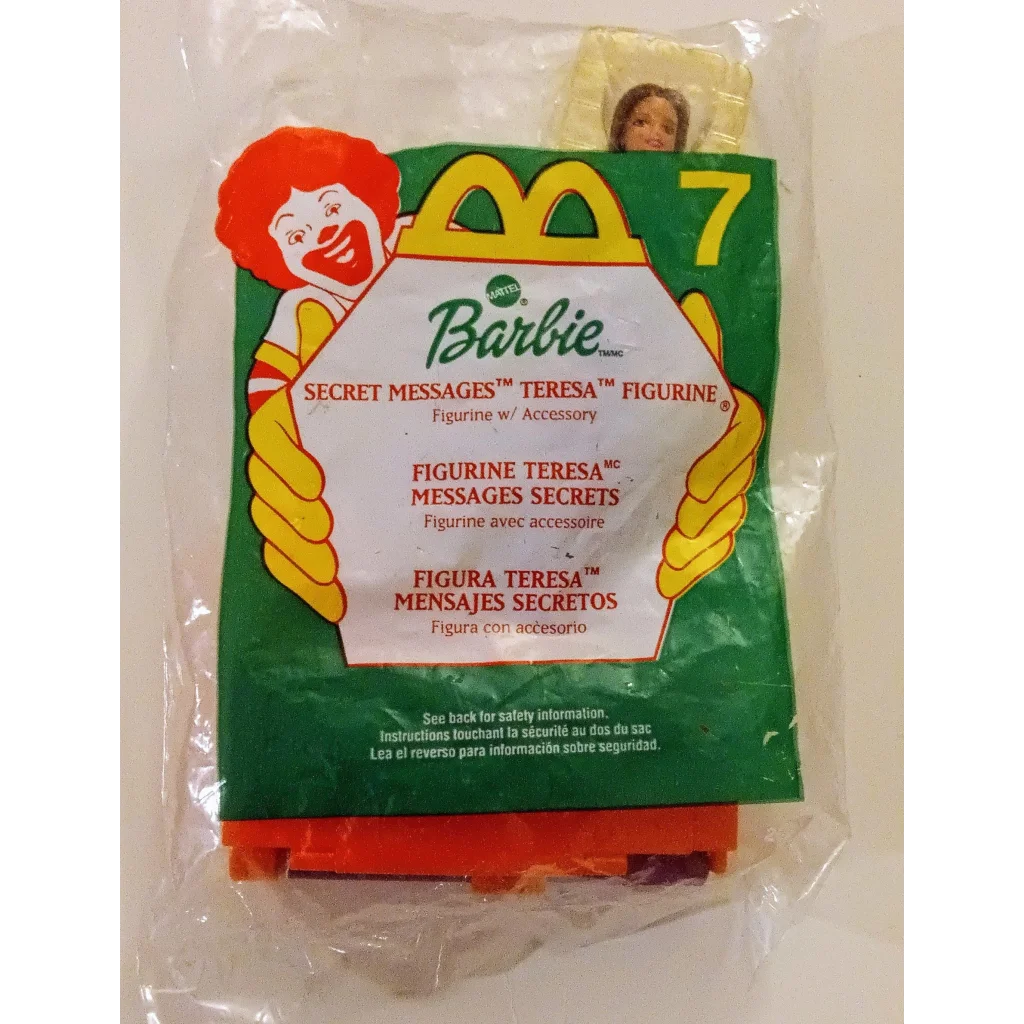 7
MATTEL ®
Barbie TM/MC
SECRET MESSAGES™ TERESA™ FIGURINE ®
Figurine w/ Accessory
FIGURINE TERESAᴹᶜ
MESSAGES SECRETS
Figurine avec accessoire
FIGURA TERESA™
MENSAJES SECRETOS
Figura con accesorio
See back for safety information.
Instructions touchant la sécurité au dos du sac
Lea el reverso para información sobre seguridad.